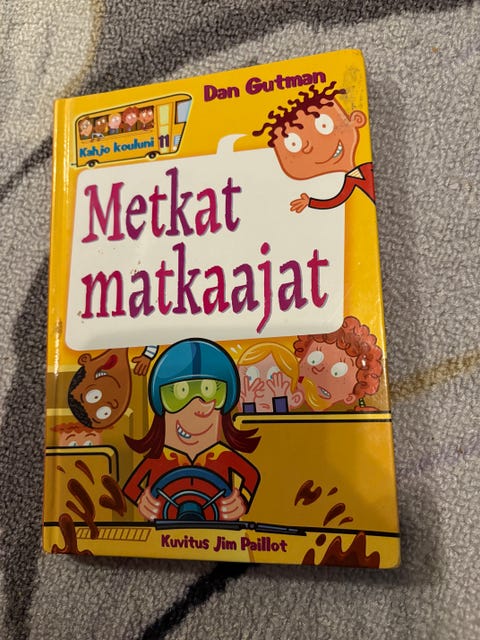 Dan Gutman
Kahjo kouluni 11
Metkat
matkaajat
Kuvitus Jim Paillot